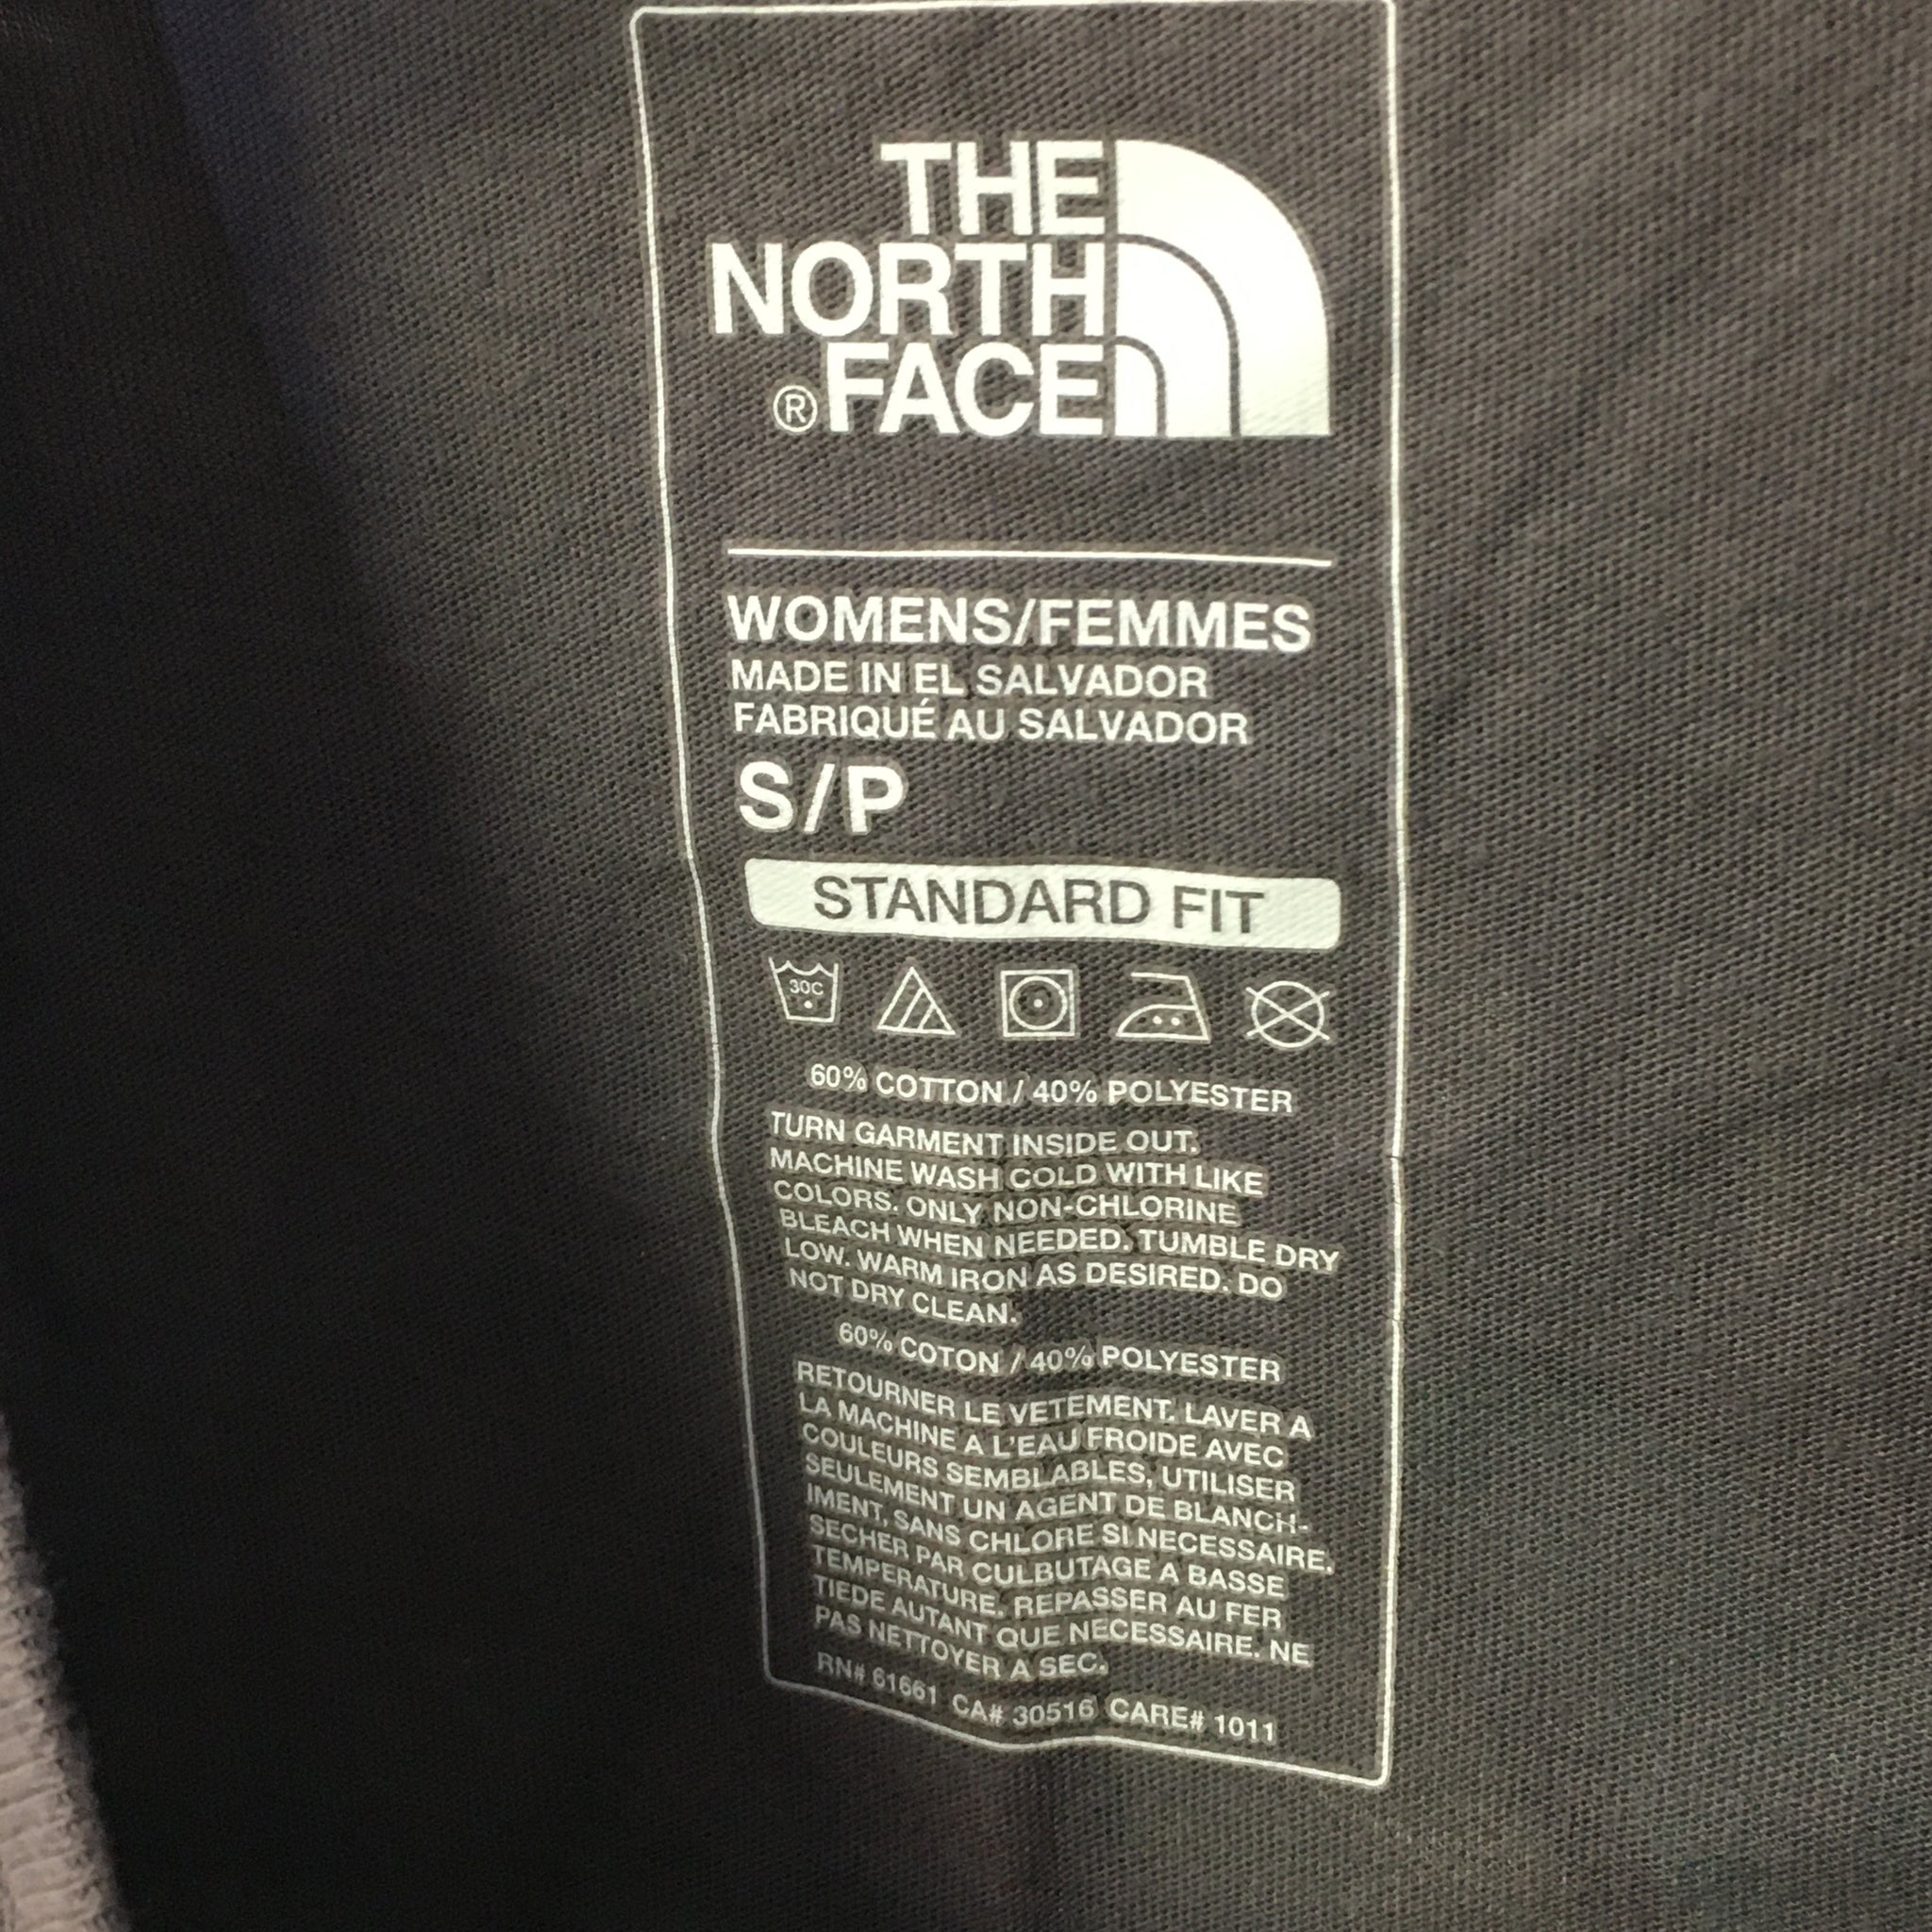 THE
NORTH
®FACE
WOMENS/FEMMES
MADE IN EL SALVADOR
FABRIQUÉ AU SALVADOR
S/P
STANDARD FIT
30C
60% COTTON / 40% POLYESTER
TURN GARMENT INSIDE OUT.
MACHINE WASH COLD WITH LIKE
COLORS. ONLY NON-CHLORINE
BLEACH WHEN NEEDED. TUMBLE DRY
LOW. WARM IRON AS DESIRED. DO
NOT DRY CLEAN.
60% COTON / 40% POLYESTER
RETOURNER LE VETEMENT. LAVER A
LA MACHINE A L'EAU FROIDE AVEC
COULEURS SEMBLABLES, UTILISER
SEULEMENT UN AGENT DE BLANCH-
IMENT, SANS CHLORE SI NECESSAIRE.
SECHER PAR CULBUTAGE A BASSE
TEMPERATURE. REPASSER AU FER
TIEDE AUTANT QUE NECESSAIRE. NE
PAS NETTOYER A SEC.
RN# 61661 CA# 30516 CARE# 1011